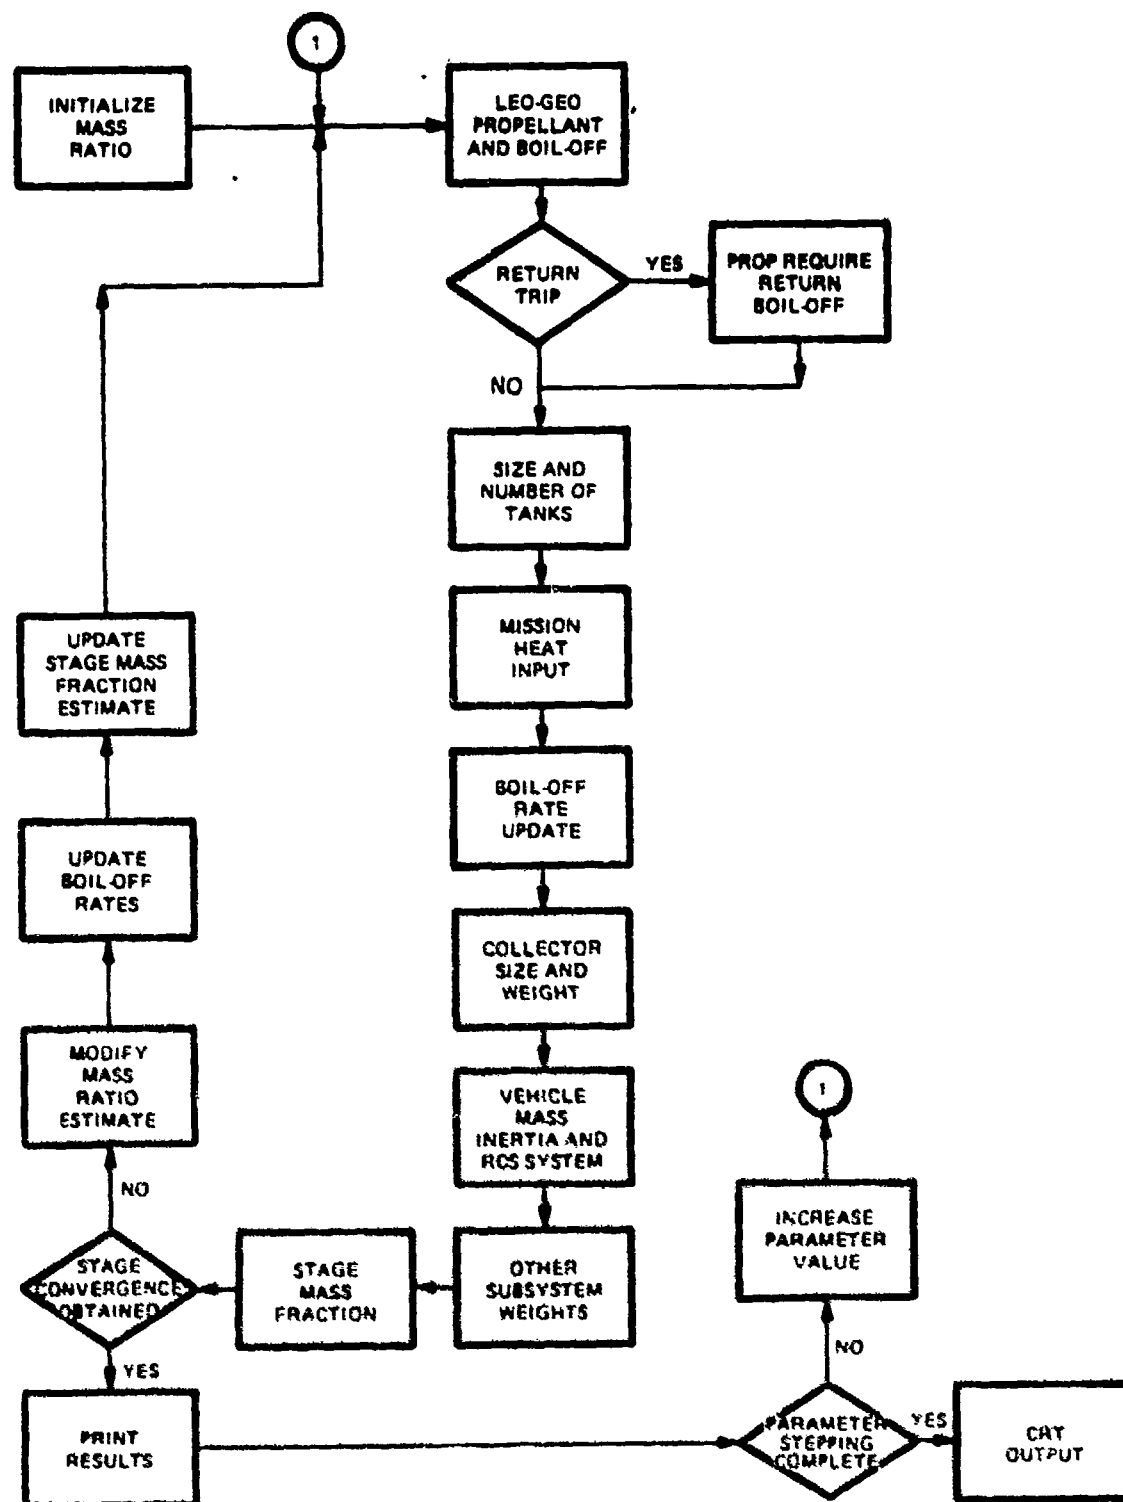 1
INITIALIZE
MASS
RATIO
LEO-GEO
PROPELLANT
AND BOIL-OFF
RETURN
TRIP
YES
PROP REQUIRE
RETURN
BOIL-OFF
NO
SIZE AND
NUMBER OF
TANKS
MISSION
HEAT
INPUT
BOIL-OFF
RATE
UPDATE
COLLECTOR
SIZE AND
WEIGHT
VEHICLE
MASS
INERTIA AND
RCS SYSTEM
OTHER
SUBSYSTEM
WEIGHTS
STAGE
MASS
FRACTION
STAGE
CONVERGENCE
OBTAINED
NO
MODIFY
MASS
RATIO
ESTIMATE
UPDATE
BOIL-OFF
RATES
UPDATE
STAGE MASS
FRACTION
ESTIMATE
YES
PRINT
RESULTS
PARAMETER
STEPPING
COMPLETE
NO
INCREASE
PARAMETER
VALUE
1
YES
CRT
OUTPUT